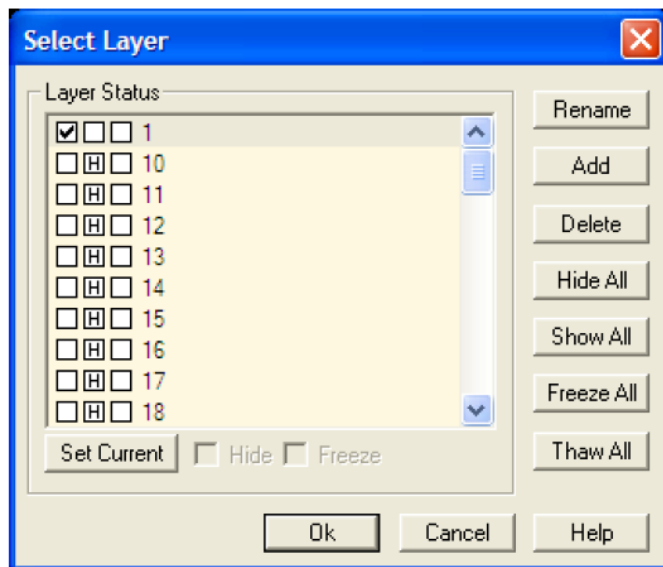 Select Layer
Layer Status
1
H 10
H 11
H 12
H 13
H 14
H 15
H 16
H 17
H 18
Set Current
Hide
Freeze
Rename
Add
Delete
Hide All
Show All
Freeze All
Thaw All
Ok
Cancel
Help